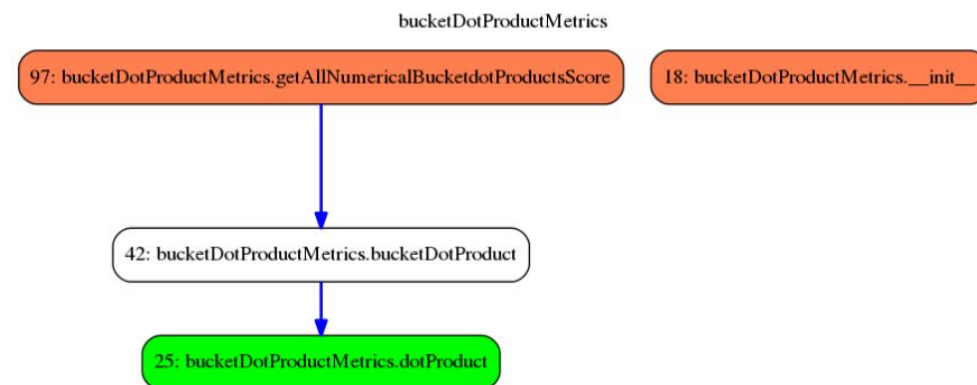 bucketDotProductMetrics
97: bucketDotProductMetrics.getAllNumericalBucketdotProductsScore
18: bucketDotProductMetrics.__init__
42: bucketDotProductMetrics.bucketDotProduct
25: bucketDotProductMetrics.dotProduct